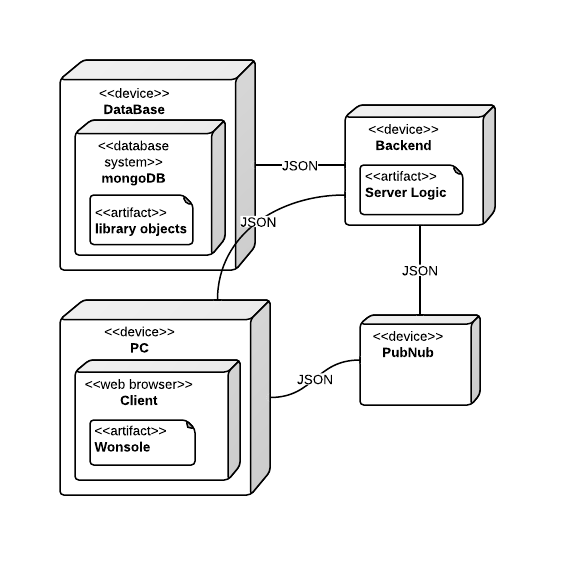 <<device>>
DataBase
<<database
system>>
mongoDB
<<artifact>>
library objects
JSON
<<device>>
Backend
<<artifact>>
Server Logic
JSON
JSON
<<device>>
PC
<<web browser>>
Client
<<artifact>>
Wonsole
JSON
<<device>>
PubNub